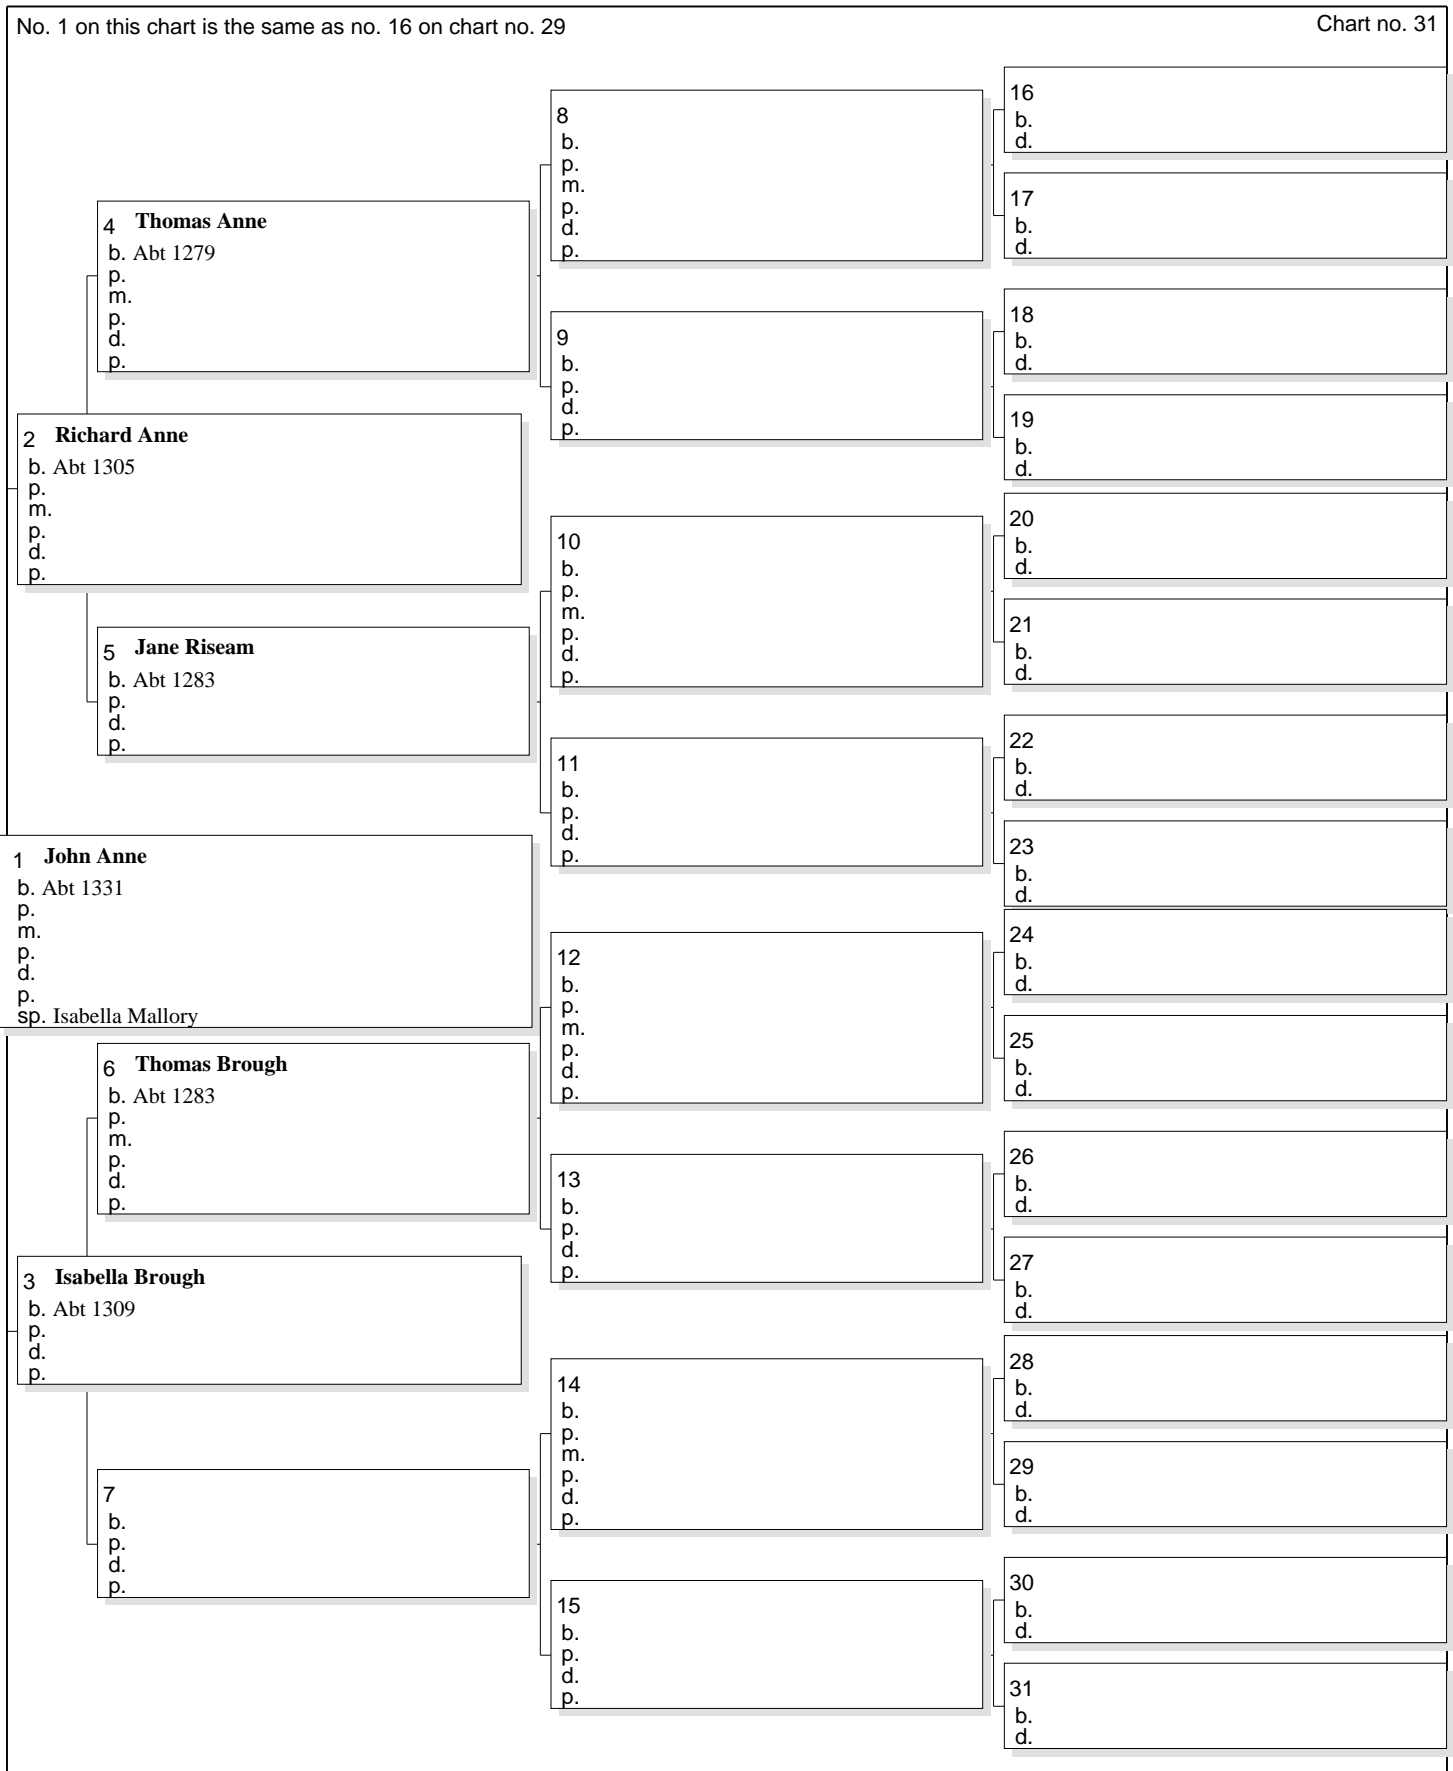 No. 1 on this chart is the same as no. 16 on chart no. 29
Chart no. 31
4 Thomas Anne
b. Abt 1279
p.
m.
p.
d.
p.
2 Richard Anne
b. Abt 1305
p.
m.
p.
d.
p.
5 Jane Riseam
b. Abt 1283
p.
d.
p.
1 John Anne
b. Abt 1331
p.
m.
p.
d.
p.
sp. Isabella Mallory
6 Thomas Brough
b. Abt 1283
p.
m.
p.
d.
p.
3 Isabella Brough
b. Abt 1309
p.
d.
p.
7
b.
p.
d.
p.
8
b.
p.
m.
p.
d.
p.
9
b.
p.
d.
p.
10
b.
p.
m.
p.
d.
p.
11
b.
p.
d.
p.
12
b.
p.
m.
p.
d.
p.
13
b.
p.
d.
p.
14
b.
p.
m.
p.
d.
p.
15
b.
p.
d.
p.
16
b.
d.
17
b.
d.
18
b.
d.
19
b.
d.
20
b.
d.
21
b.
d.
22
b.
d.
23
b.
d.
24
b.
d.
25
b.
d.
26
b.
d.
27
b.
d.
28
b.
d.
29
b.
d.
30
b.
d.
31
b.
d.